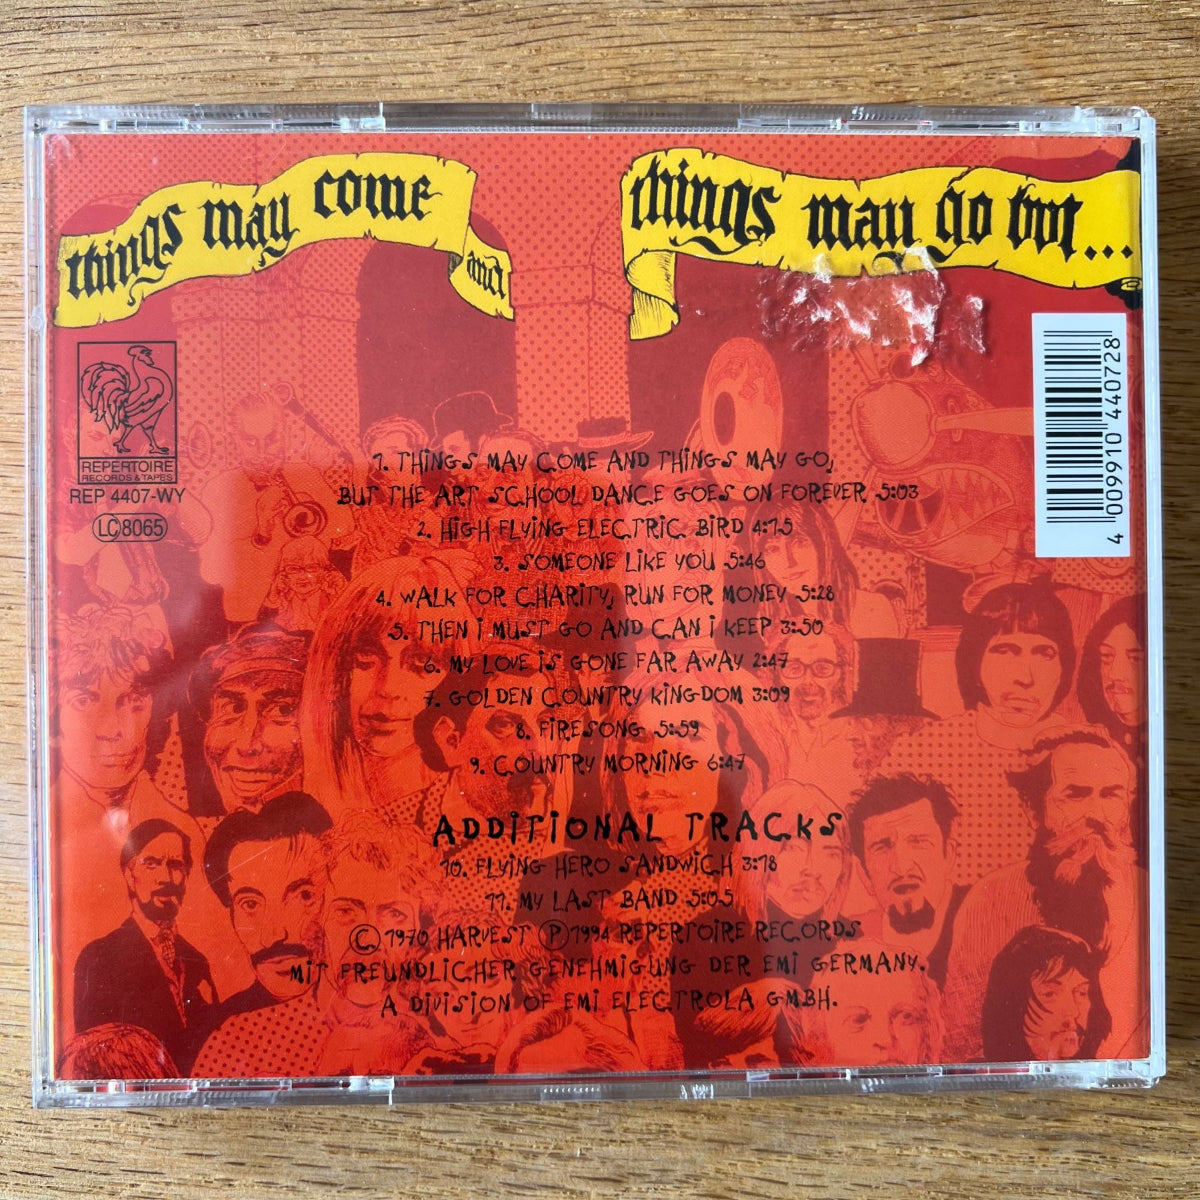 things may come
and
things may go but...
REPERTOIRE
RECORDS & TAPES
REP 4407-WY
LC 8065
1. THINGS MAY COME AND THINGS MAY GO,
BUT THE ART SCHOOL DANCE GOES ON FOREVER 5:03
2. HIGH FLYING ELECTRIC BIRD 4:15
3. SOMEONE LIKE YOU 5:46
4. WALK FOR CHARITY, RUN FOR MONEY 5:28
5. THEN I MUST GO AND CAN I KEEP 3:50
6. MY LOVE IS GONE FAR AWAY 2:47
7. GOLDEN COUNTRY KINGDOM 3:09
8. FIRESONG 5:59
9. COUNTRY MORNING 6:47
ADDITIONAL TRACKS
10. FLYING HERO SANDWICH 3:18
11. MY LAST BAND 5:05
© 1970 HARVEST ℗ 1994 REPERTOIRE RECORDS
MIT FREUNDLICHER GENEHMIGUNG DER EMI GERMANY.
A DIVISION OF EMI ELECTROLA GMBH.
4 009910 440728